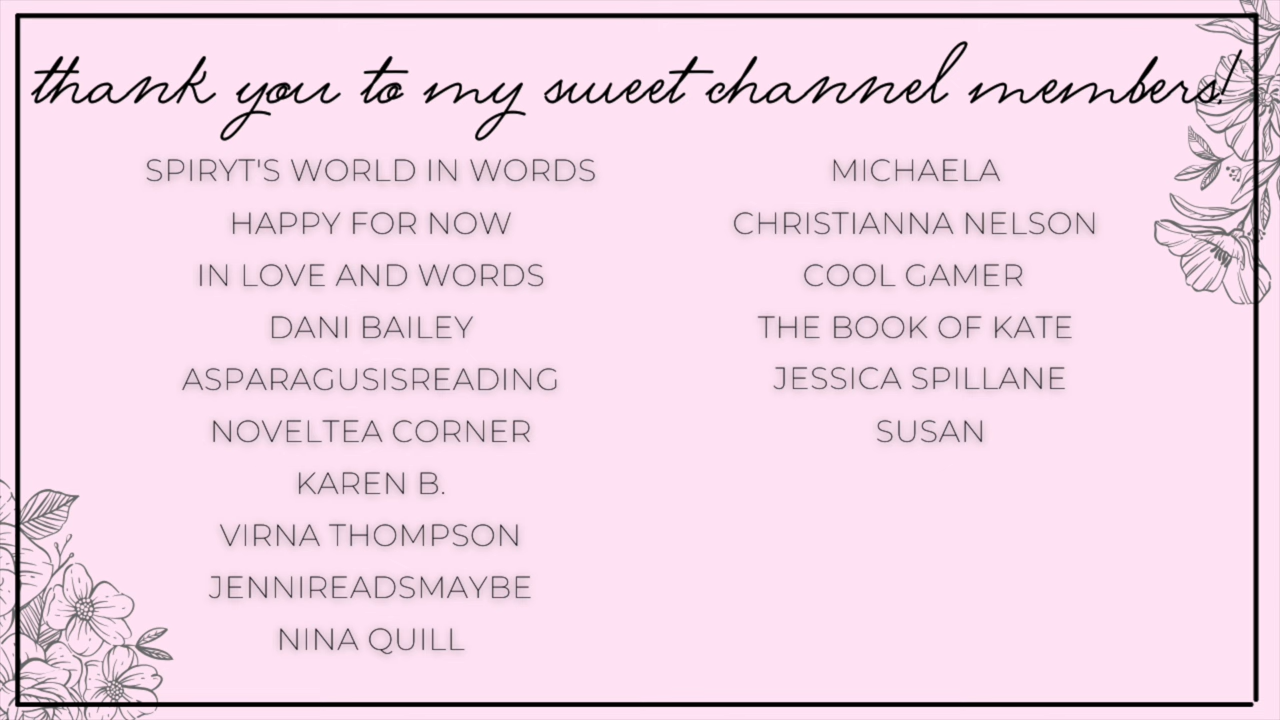 thank you to my sweet channel members!
SPIRYT'S WORLD IN WORDS
HAPPY FOR NOW
IN LOVE AND WORDS
DANI BAILEY
ASPARAGUSISREADING
NOVELTEA CORNER
KAREN B.
VIRNA THOMPSON
JENNIREADSMAYBE
NINA QUILL
MICHAELA
CHRISTIANNA NELSON
COOL GAMER
THE BOOK OF KATE
JESSICA SPILLANE
SUSAN